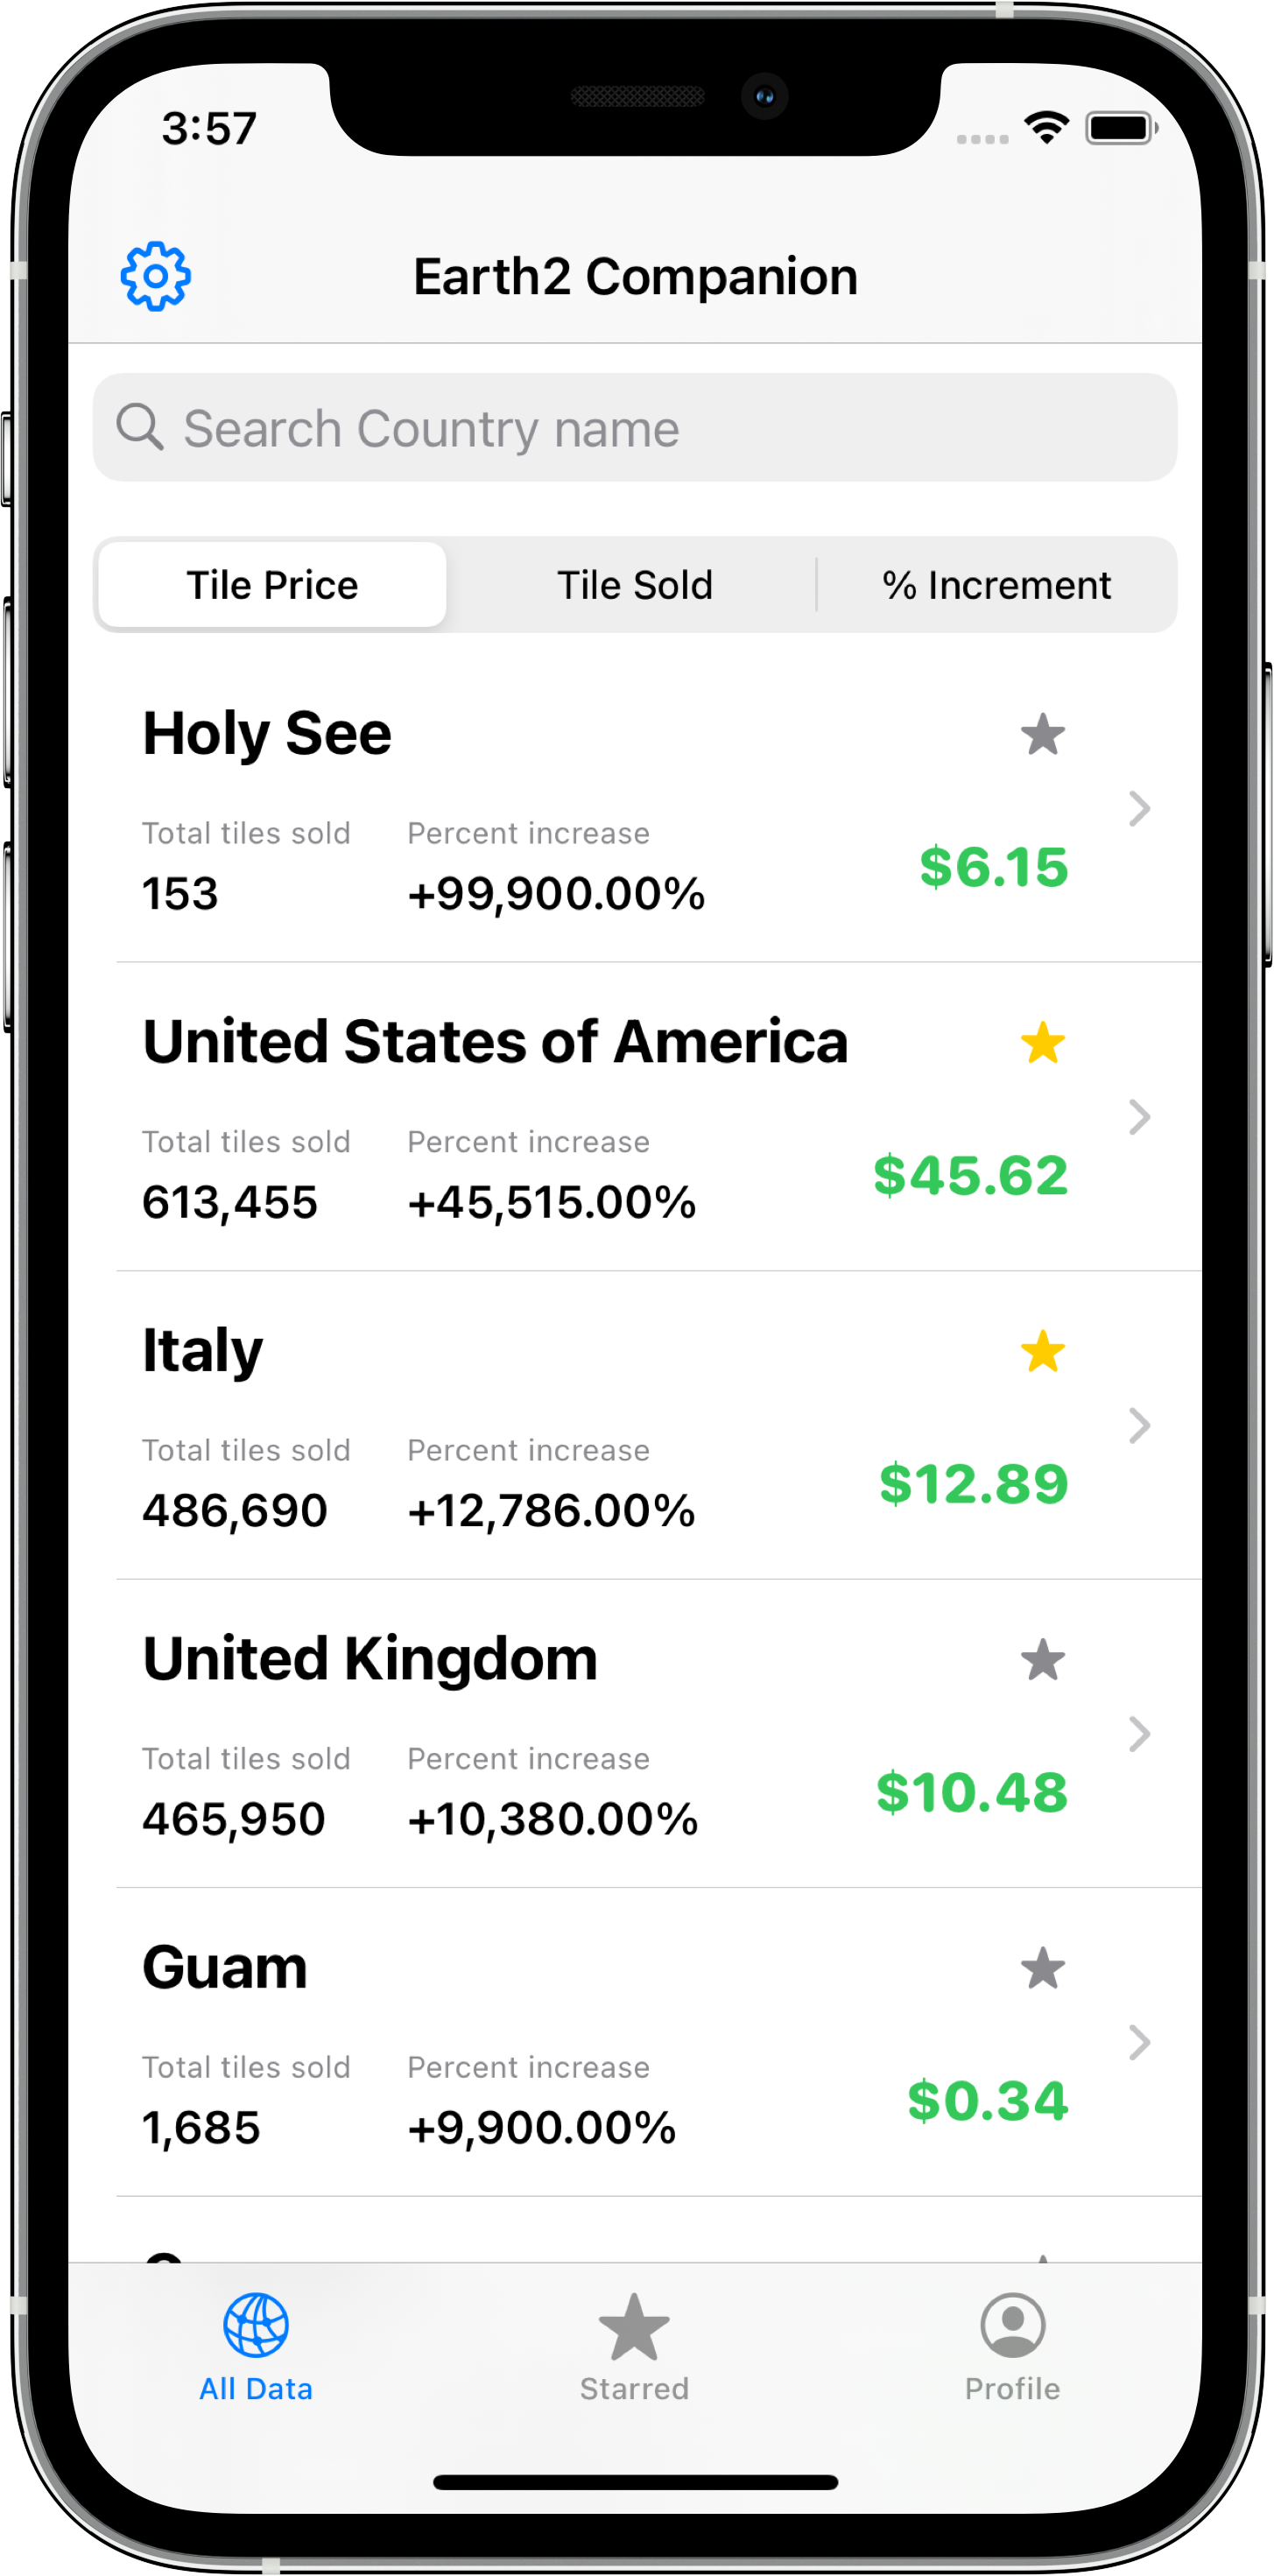 3:57
Earth2 Companion
Search Country name
Tile Price Tile Sold % Increment
Holy See
Total tiles sold Percent increase
153 +99,900.00% $6.15
United States of America
Total tiles sold Percent increase
613,455 +45,515.00% $45.62
Italy
Total tiles sold Percent increase
486,690 +12,786.00% $12.89
United Kingdom
Total tiles sold Percent increase
465,950 +10,380.00% $10.48
Guam
Total tiles sold Percent increase
1,685 +9,900.00% $0.34
All Data Starred Profile